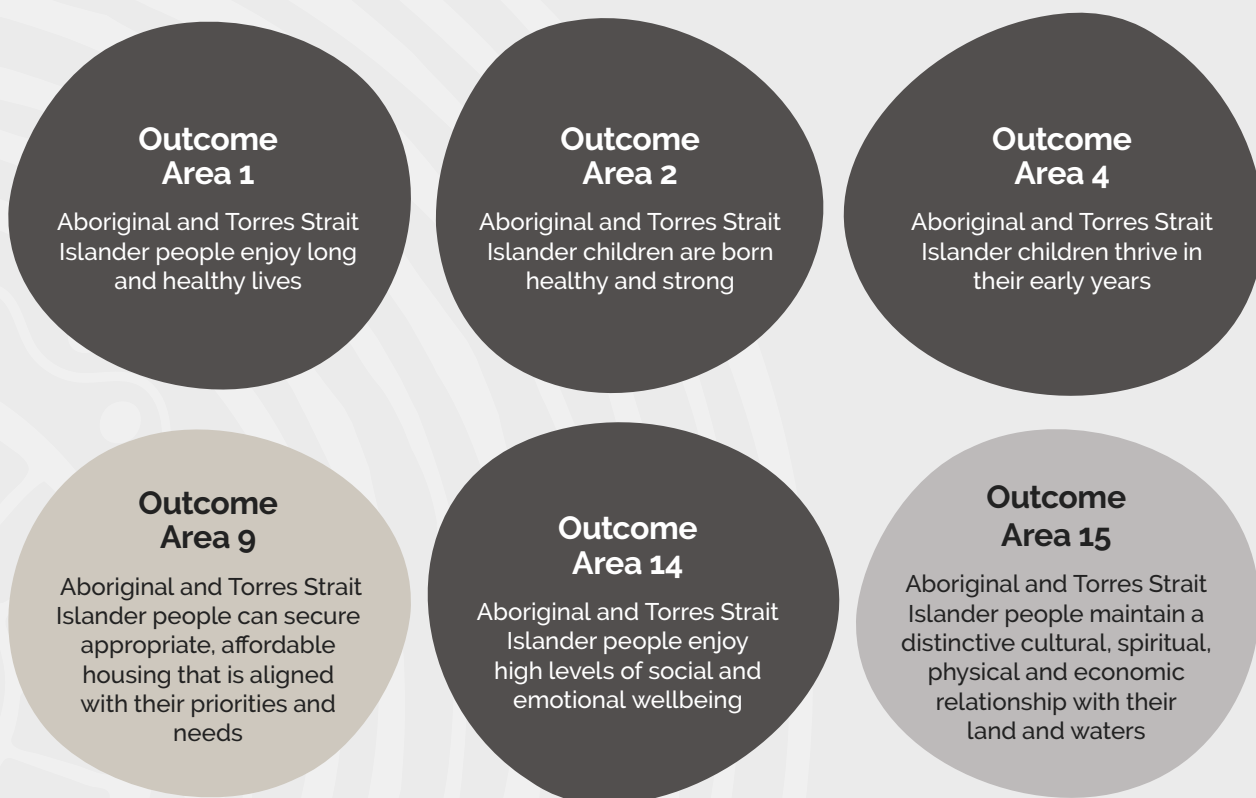 Outcome
Area 1
Aboriginal and Torres Strait
Islander people enjoy long
and healthy lives
Outcome
Area 2
Aboriginal and Torres Strait
Islander children are born
healthy and strong
Outcome
Area 4
Aboriginal and Torres Strait
Islander children thrive in
their early years
Outcome
Area 9
Aboriginal and Torres Strait
Islander people can secure
appropriate, affordable
housing that is aligned
with their priorities and
needs
Outcome
Area 14
Aboriginal and Torres Strait
Islander people enjoy
high levels of social and
emotional wellbeing
Outcome
Area 15
Aboriginal and Torres Strait
Islander people maintain a
distinctive cultural, spiritual,
physical and economic
relationship with their
land and waters